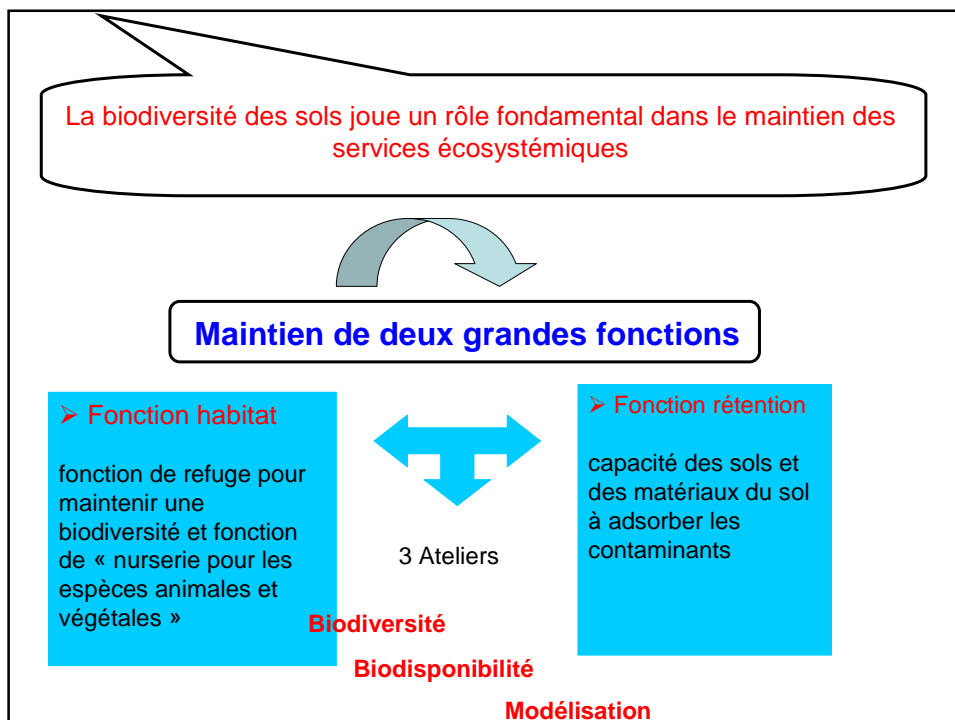 La biodiversité des sols joue un rôle fondamental dans le maintien des
services écosystémiques
Maintien de deux grandes fonctions
➢ Fonction habitat
fonction de refuge pour
maintenir une
biodiversité et fonction
de « nurserie pour les
espèces animales et
végétales »
➢ Fonction rétention
capacité des sols et
des matériaux du sol
à adsorber les
contaminants
3 Ateliers
Biodiversité
Biodisponibilité
Modélisation